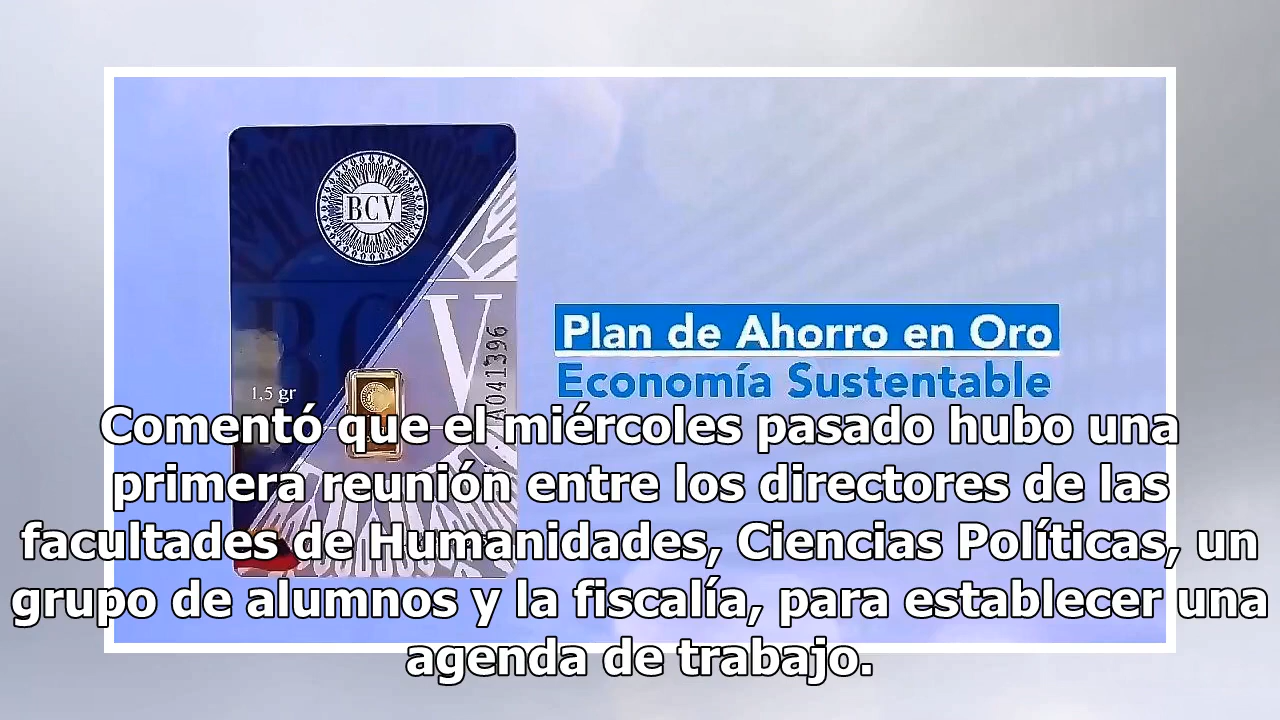 BCV
BCV
A041396
1,5 gr
Plan de Ahorro en Oro
Economía Sustentable
Comentó que el miércoles pasado hubo una
primera reunión entre los directores de las
facultades de Humanidades, Ciencias Políticas, un
grupo de alumnos y la fiscalía, para establecer una
agenda de trabajo.